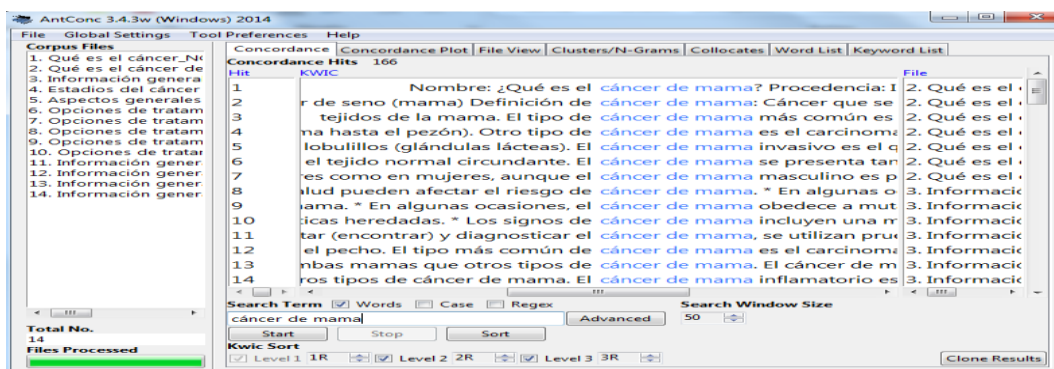 AntConc 3.4.3w (Windows) 2014
File Global Settings Tool Preferences Help
Corpus Files
1. Qué es el cáncer_N
2. Qué es el cáncer de
3. Información genera
4. Estadios del cáncer
5. Aspectos generales
6. Opciones de tratam
7. Opciones de tratam
8. Opciones de tratam
9. Opciones de tratam
10. Opciones de tratar
11. Información gener
12. Información gener
13. Información gener
14. Información gener
Total No.
14
Files Processed
Concordance Concordance Plot File View Clusters/N-Grams Collocates Word List Keyword List
Concordance Hits 166
Hit KWIC File
1 Nombre: ¿Qué es el cáncer de mama? Procedencia: I 2. Qué es el
2 r de seno (mama) Definición de cáncer de mama: Cáncer que se 2. Qué es el
3 tejidos de la mama. El tipo de cáncer de mama más común es 2. Qué es el
4 ma hasta el pezón). Otro tipo de cáncer de mama es el carcinoma 2. Qué es el
5 lobulillos (glándulas lácteas). El cáncer de mama invasivo es el q 2. Qué es el
6 el tejido normal circundante. El cáncer de mama se presenta tan 2. Qué es el
7 res como en mujeres, aunque el cáncer de mama masculino es p 2. Qué es el
8 alud pueden afectar el riesgo de cáncer de mama. * En algunas o 3. Informació
9 nama. * En algunas ocasiones, el cáncer de mama obedece a mut 3. Informació
10 icas heredadas. * Los signos de cáncer de mama incluyen una m 3. Informació
11 tar (encontrar) y diagnosticar el cáncer de mama, se utilizan prue 3. Informació
12 el pecho. El tipo más común de cáncer de mama es el carcinoma 3. Informació
13 mbas mamas que otros tipos de cáncer de mama. El cáncer de m 3. Informació
14 ros tipos de cáncer de mama. El cáncer de mama inflamatorio es 3. Informació
Search Term Words Case Regex Search Window Size
cáncer de mama Advanced 50
Start Stop Sort
Kwic Sort
Level 1 1R Level 2 2R Level 3 3R Clone Results